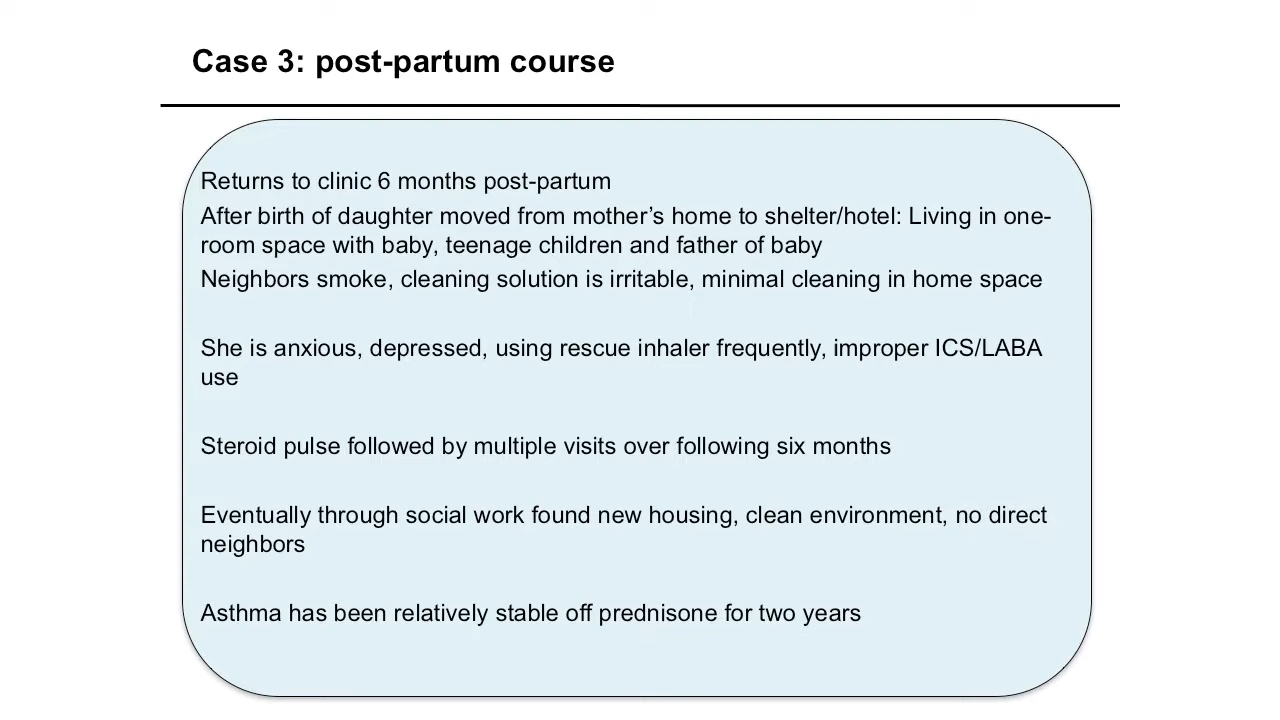 Case 3: post-partum course
Returns to clinic 6 months post-partum
After birth of daughter moved from mother’s home to shelter/hotel: Living in one-
room space with baby, teenage children and father of baby
Neighbors smoke, cleaning solution is irritable, minimal cleaning in home space
She is anxious, depressed, using rescue inhaler frequently, improper ICS/LABA
use
Steroid pulse followed by multiple visits over following six months
Eventually through social work found new housing, clean environment, no direct
neighbors
Asthma has been relatively stable off prednisone for two years